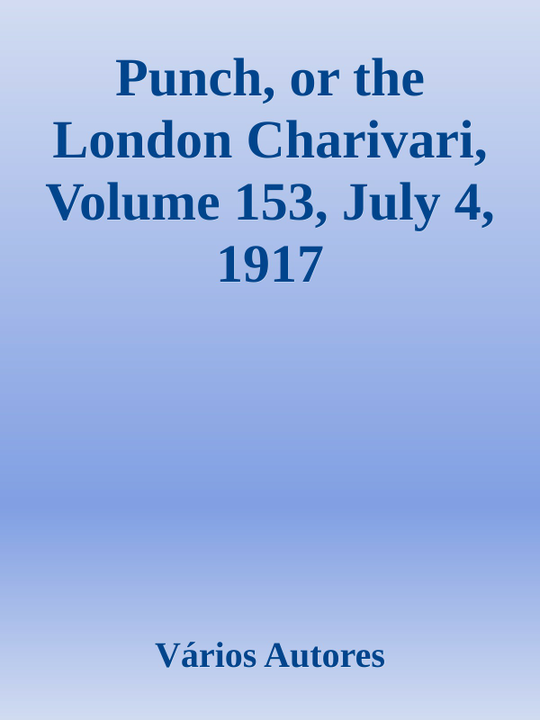 Punch, or the
London Charivari,
Volume 153, July 4,
1917
Vários Autores